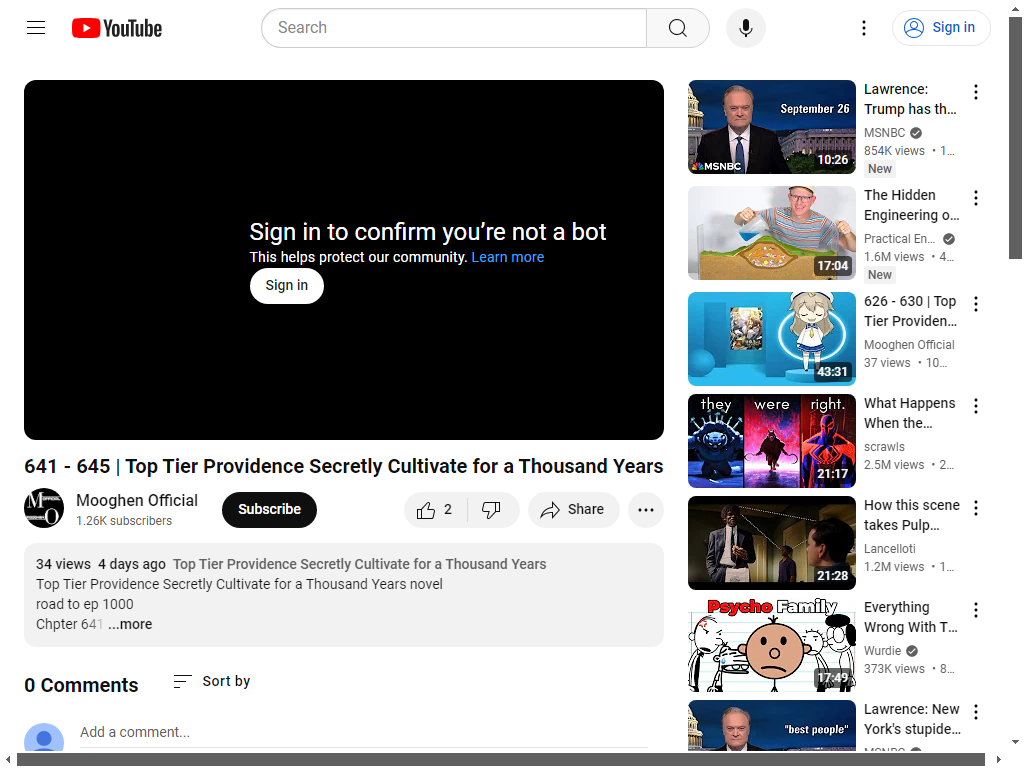 YouTube
Search
Sign in
Sign in to confirm you’re not a bot
This helps protect our community. Learn more
Sign in
641 - 645 | Top Tier Providence Secretly Cultivate for a Thousand Years
Mooghen Official
1.26K subscribers
Subscribe
2
Share
34 views 4 days ago Top Tier Providence Secretly Cultivate for a Thousand Years
Top Tier Providence Secretly Cultivate for a Thousand Years novel
road to ep 1000
Chpter 641 ...more
0 Comments
Sort by
Add a comment...
September 26
MSNBC
10:26
Lawrence:
Trump has th...
MSNBC
854K views • 1...
New
17:04
The Hidden
Engineering o...
Practical En...
1.6M views • 4...
New
43:31
626 - 630 | Top
Tier Providen...
Mooghen Official
37 views • 10...
they were right.
21:17
What Happens
When the...
scrawls
2.5M views • 2...
21:28
How this scene
takes Pulp...
Lancelloti
1.2M views • 1...
Psycho Family
17:49
Everything
Wrong With T...
Wurdie
373K views • 8...
"best people"
Lawrence: New
York's stupide...
MSNBC